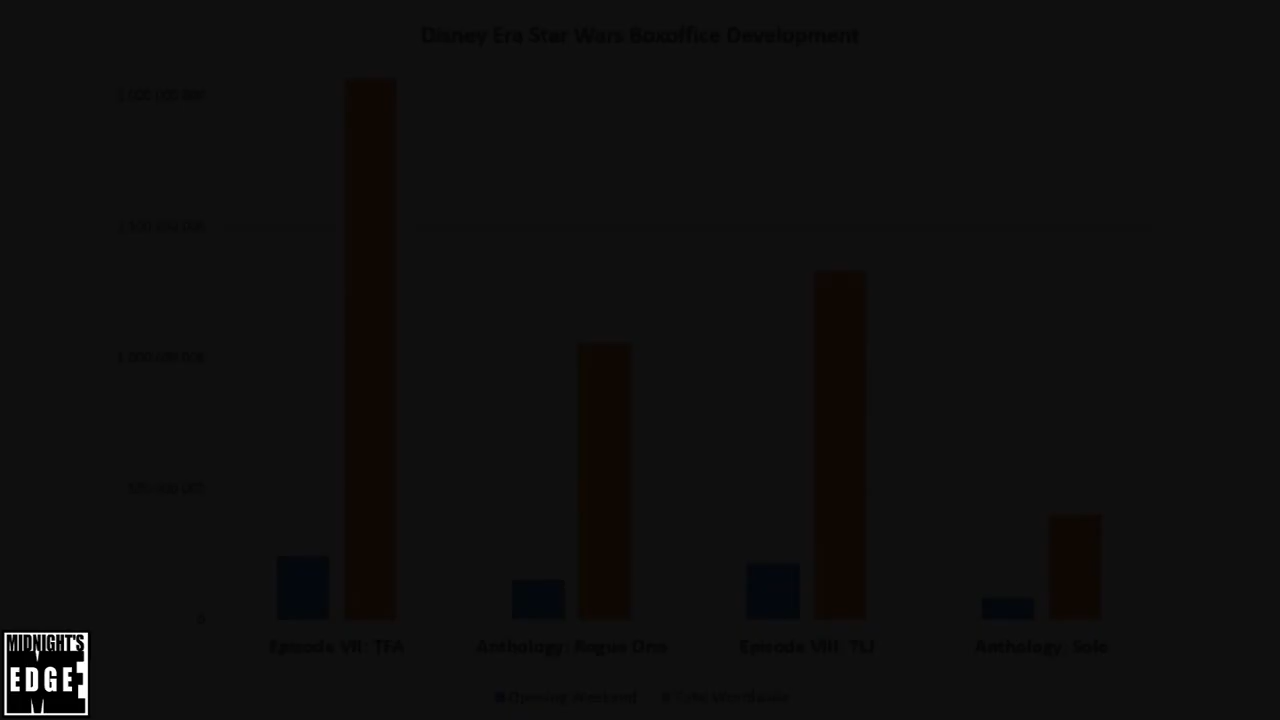 Disney Era Star Wars Boxoffice Development
0
Episode VII: TFA
Anthology: Rogue One
Episode VIII: TLJ
Anthology: Solo
Opening Weekend
Total Worldwide
MIDNIGHT'S
EDGE